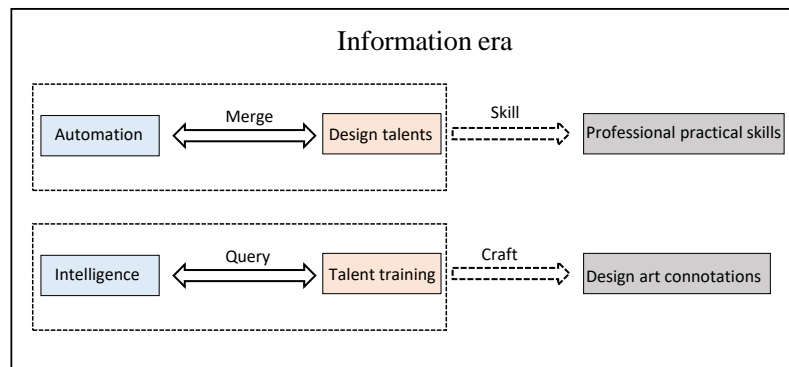 Information era
Merge
Skill
Automation
Design talents
Professional practical skills
Query
Craft
Intelligence
Talent training
Design art connotations